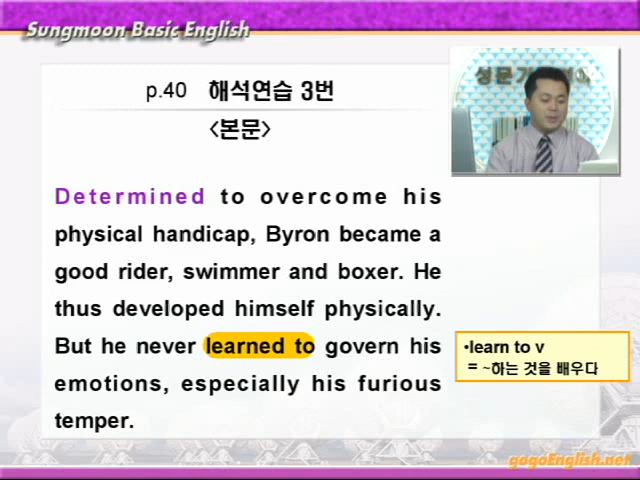 Sungmoon Basic English
p.40 해석연습 3번
<본문>
Determined to overcome his
physical handicap, Byron became a
good rider, swimmer and boxer. He
thus developed himself physically.
But he never learned to govern his
emotions, especially his furious
temper.
•learn to v
= ~하는 것을 배우다
gogoEnglish.net